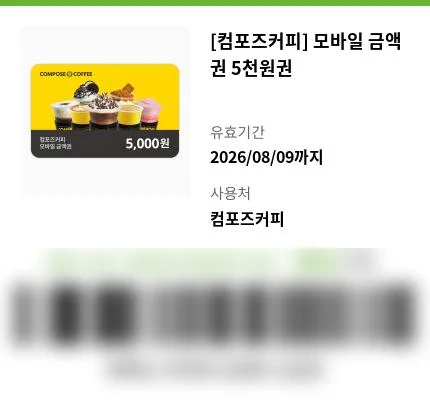 [컴포즈커피] 모바일 금액
권 5천원권
COMPOSE COFFEE
컴포즈커피
모바일 금액권
5,000원
유효기간
2026/08/09까지
사용처
컴포즈커피